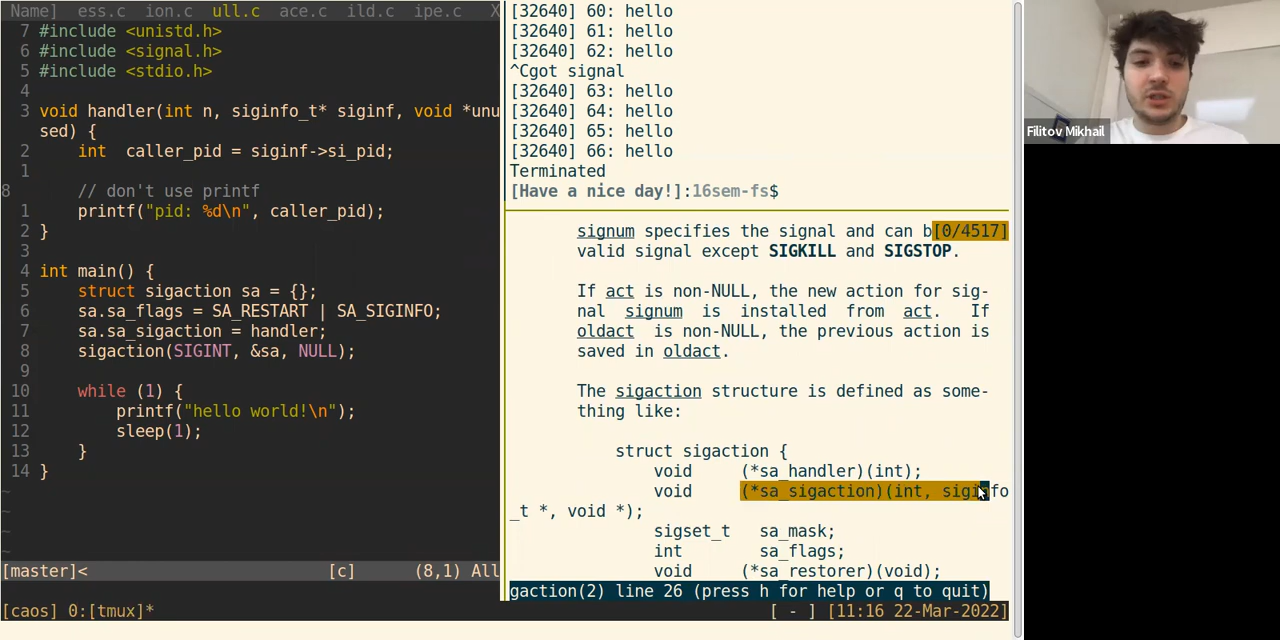 Name] ess.c ion.c ull.c ace.c ild.c ipe.c X
7 #include <unistd.h>
6 #include <signal.h>
5 #include <stdio.h>
4
3 void handler(int n, siginfo_t* siginf, void *unu
sed) {
2 int  caller_pid = siginf->si_pid;
1
8 // don't use printf
1 printf("pid: %d\n", caller_pid);
2 }
3
4 int main() {
5 struct sigaction sa = {};
6 sa.sa_flags = SA_RESTART | SA_SIGINFO;
7 sa.sa_sigaction = handler;
8 sigaction(SIGINT, &sa, NULL);
9
10 while (1) {
11 printf("hello world!\n");
12 sleep(1);
13 }
14 }
~
~
~
~
[master]< [c] (8,1) All
[32640] 60: hello
[32640] 61: hello
[32640] 62: hello
^Cgot signal
[32640] 63: hello
[32640] 64: hello
[32640] 65: hello
[32640] 66: hello
Terminated
[Have a nice day!]:16sem-fs$
signum specifies the signal and can b[0/4517]
valid signal except SIGKILL and SIGSTOP.
If act is non-NULL, the new action for sig-
nal signum is installed from act. If
oldact is non-NULL, the previous action is
saved in oldact.
The sigaction structure is defined as some-
thing like:
struct sigaction {
void (*sa_handler)(int);
void (*sa_sigaction)(int, siginfo
_t *, void *);
sigset_t sa_mask;
int sa_flags;
void (*sa_restorer)(void);
gaction(2) line 26 (press h for help or q to quit)
[caos] 0:[tmux]* [ - ] [11:16 22-Mar-2022]
Filitov Mikhail